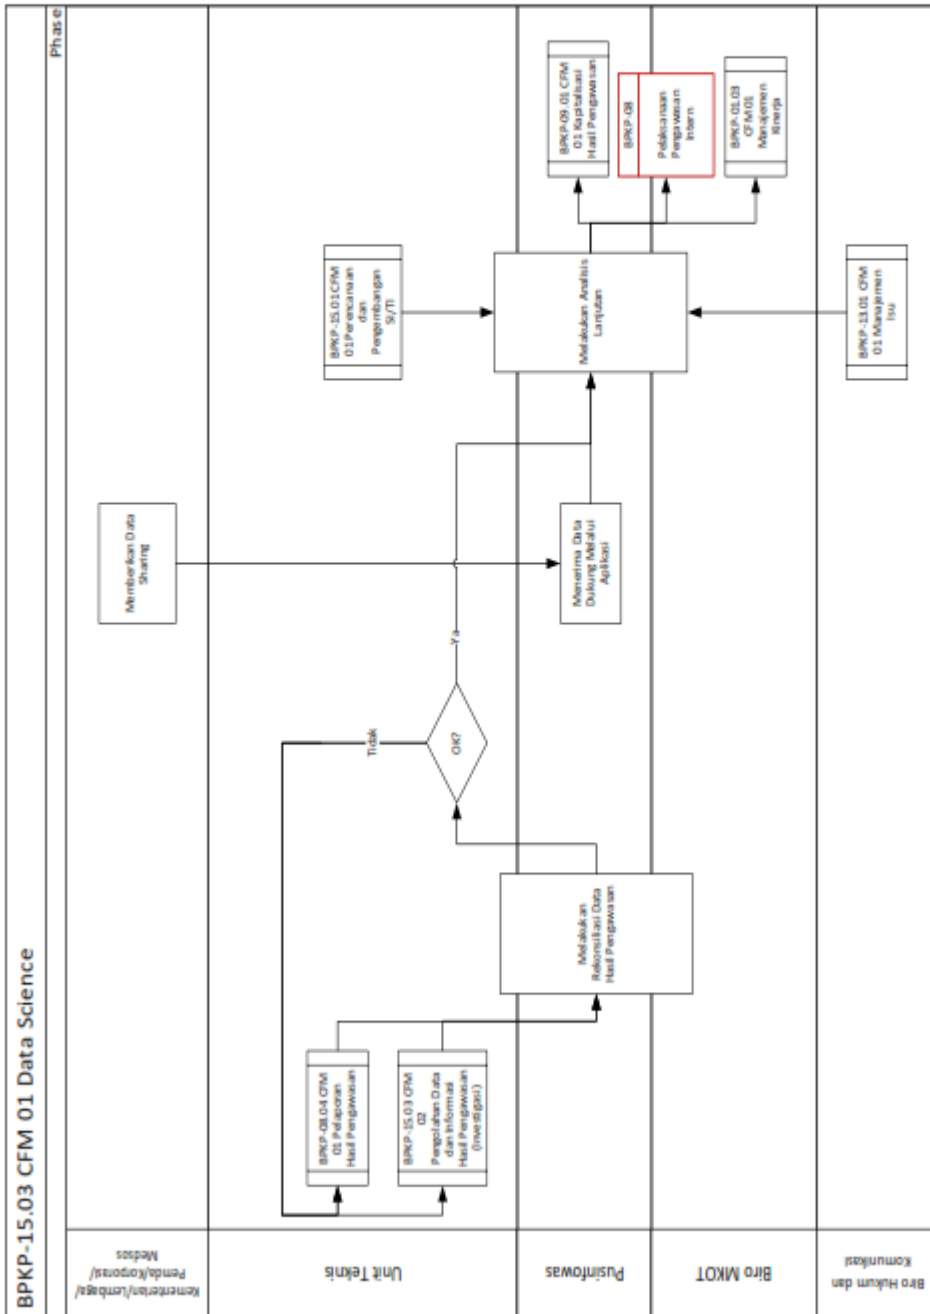 BPKP-15.03 CFM 01 Data Science
Phase
Kementerian/Lembaga/
Pemda/Korporasi/
Medsos
Memberikan Data
Sharing
Unit Teknis
BPKP-08.04 CFM
01 Pelaporan
Hasil Pengawasan
BPKP-15.03 CFM
02
Pengolahan Data
dan Informasi
Hasil Pengawasan
(Investigasi)
Tidak
OK?
Ya
BPKP-15.01 CFM
01 Perencanaan
dan
Pengembangan
SI/TI
Pusinfowas
Melakukan
Rekonsiliasi Data
Hasil Pengawasan
Menerima Data
Dukung Melalui
Aplikasi
Melakukan Analisis
Lanjutan
BPKP-09.01 CFM
01 Kapitalisasi
Hasil Pengawasan
BPKP-08
Pelaksanaan
Pengawasan
Intern
Biro MKOT
BPKP-01.03
CFM 01
Manajemen
Kinerja
Biro Hukum dan
Komunikasi
BPKP-13.01 CFM
01 Manajemen
Isu